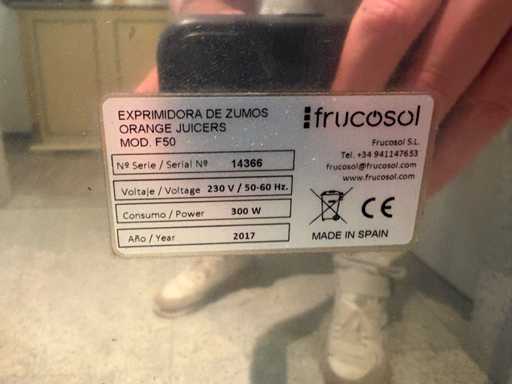 EXPRIMIDORA DE ZUMOS
ORANGE JUICERS
MOD. F50
frucosol
Frucosol S.L.
Tel. +34 941147653
frucosol@frucosol.com
www.frucosol.com
Nº Serie / Serial Nº 14366
Voltaje / Voltage 230 V / 50-60 Hz.
Consumo / Power 300 W
Año / Year 2017
CE
MADE IN SPAIN